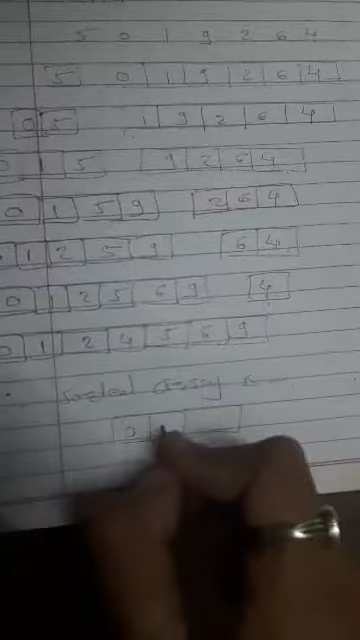 5 0 1 9 2 6 4
5 0 1 9 2 6 4
0 5 1 9 2 6 4
0 1 5 9 2 6 4
0 1 5 9 2 6 4
0 1 2 5 9 6 4
0 1 2 5 6 9 4
0 1 2 4 5 6 9
sorted array is
0